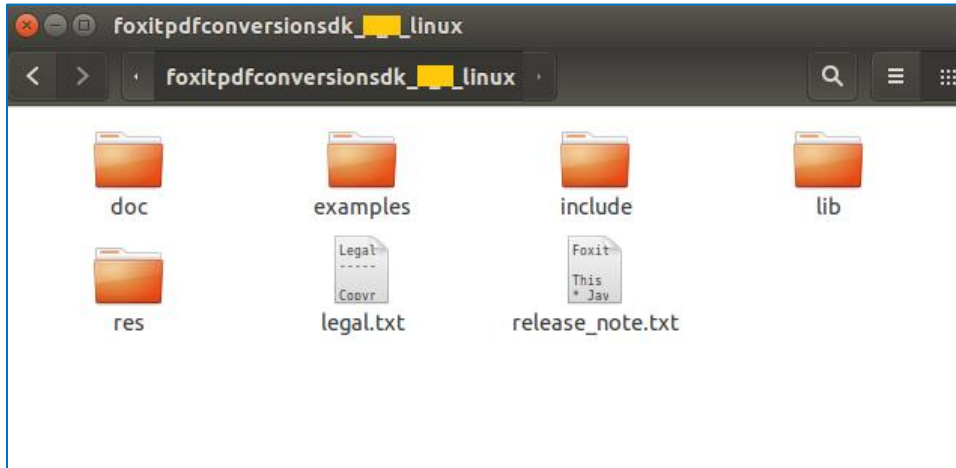 foxitpdfconversionsdk_ _ _linux
foxitpdfconversionsdk_ _ _linux
doc examples include lib
Legal
-----
Copyr
Foxit
This
* Jav
res legal.txt release_note.txt